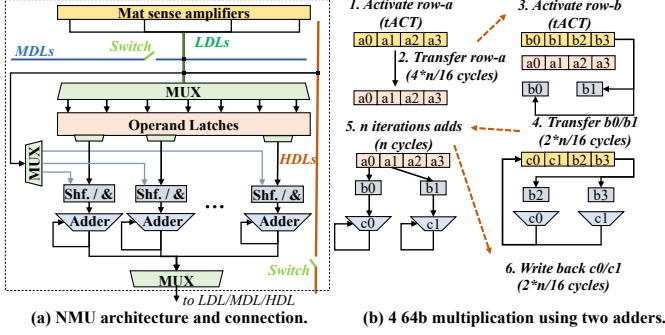 Mat sense amplifiers
MDLs
Switch
LDLs
MUX
Operand Latches
HDLs
MUX
Shf. / &
Shf. / &
...
Shf. / &
Adder
Adder
Adder
MUX
Switch
to LDL/MDL/HDL
(a) NMU architecture and connection.
1. Activate row-a
(tACT)
a0 a1 a2 a3
2. Transfer row-a
(4*n/16 cycles)
a0 a1 a2 a3
3. Activate row-b
(tACT)
b0 b1 b2 b3
a0 a1 a2 a3
b0 b1
4. Transfer b0/b1
(2*n/16 cycles)
5. n iterations adds
(n cycles)
a0 a1 a2 a3
b0 b1
c0 c1
c0 c1 b2 b3
b2 b3
c0 c1
6. Write back c0/c1
(2*n/16 cycles)
(b) 4 64b multiplication using two adders.